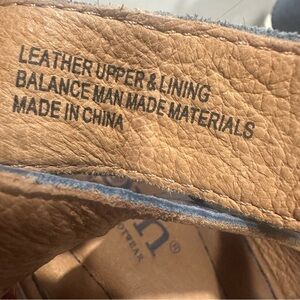 LEATHER UPPER & LINING
BALANCE MAN MADE MATERIALS
MADE IN CHINA
n®